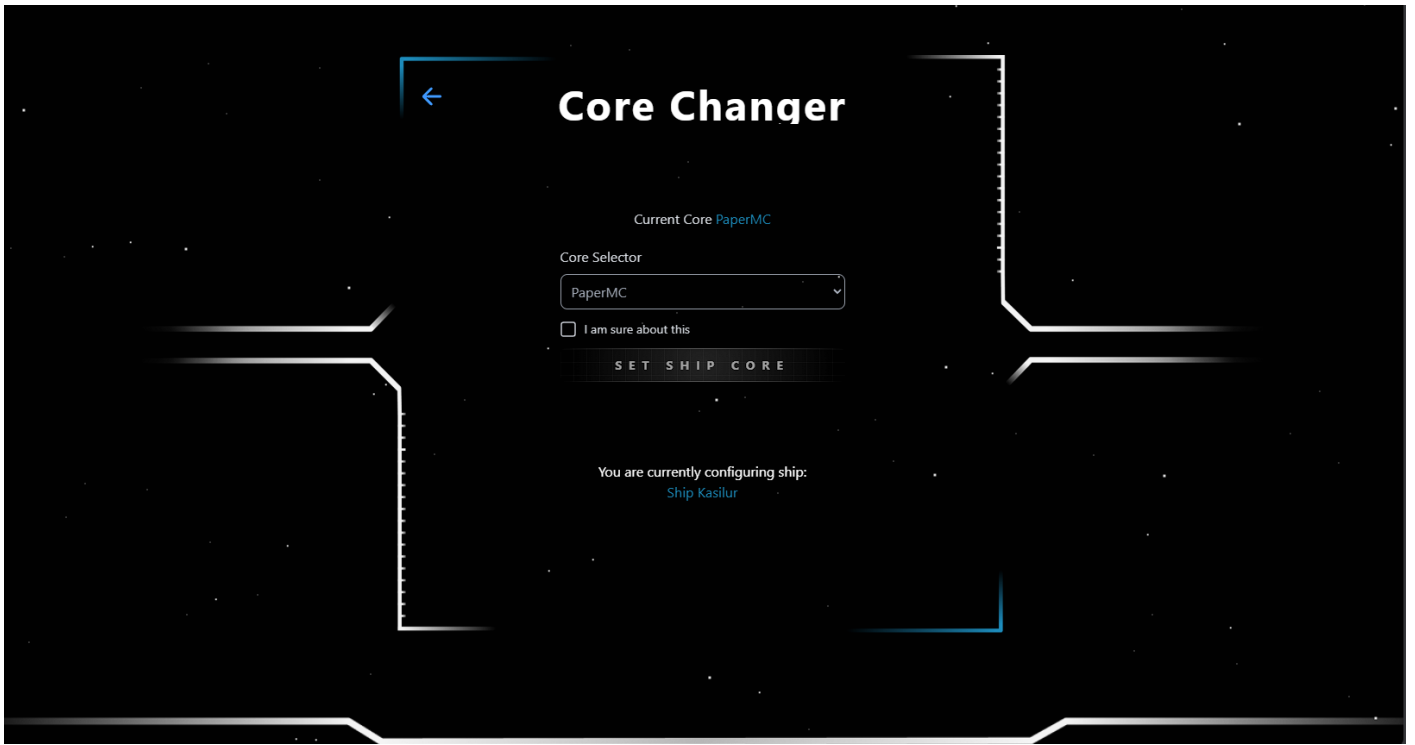 Core Changer
Current Core PaperMC
Core Selector
PaperMC
I am sure about this
SET SHIP CORE
You are currently configuring ship:
Ship Kasilur